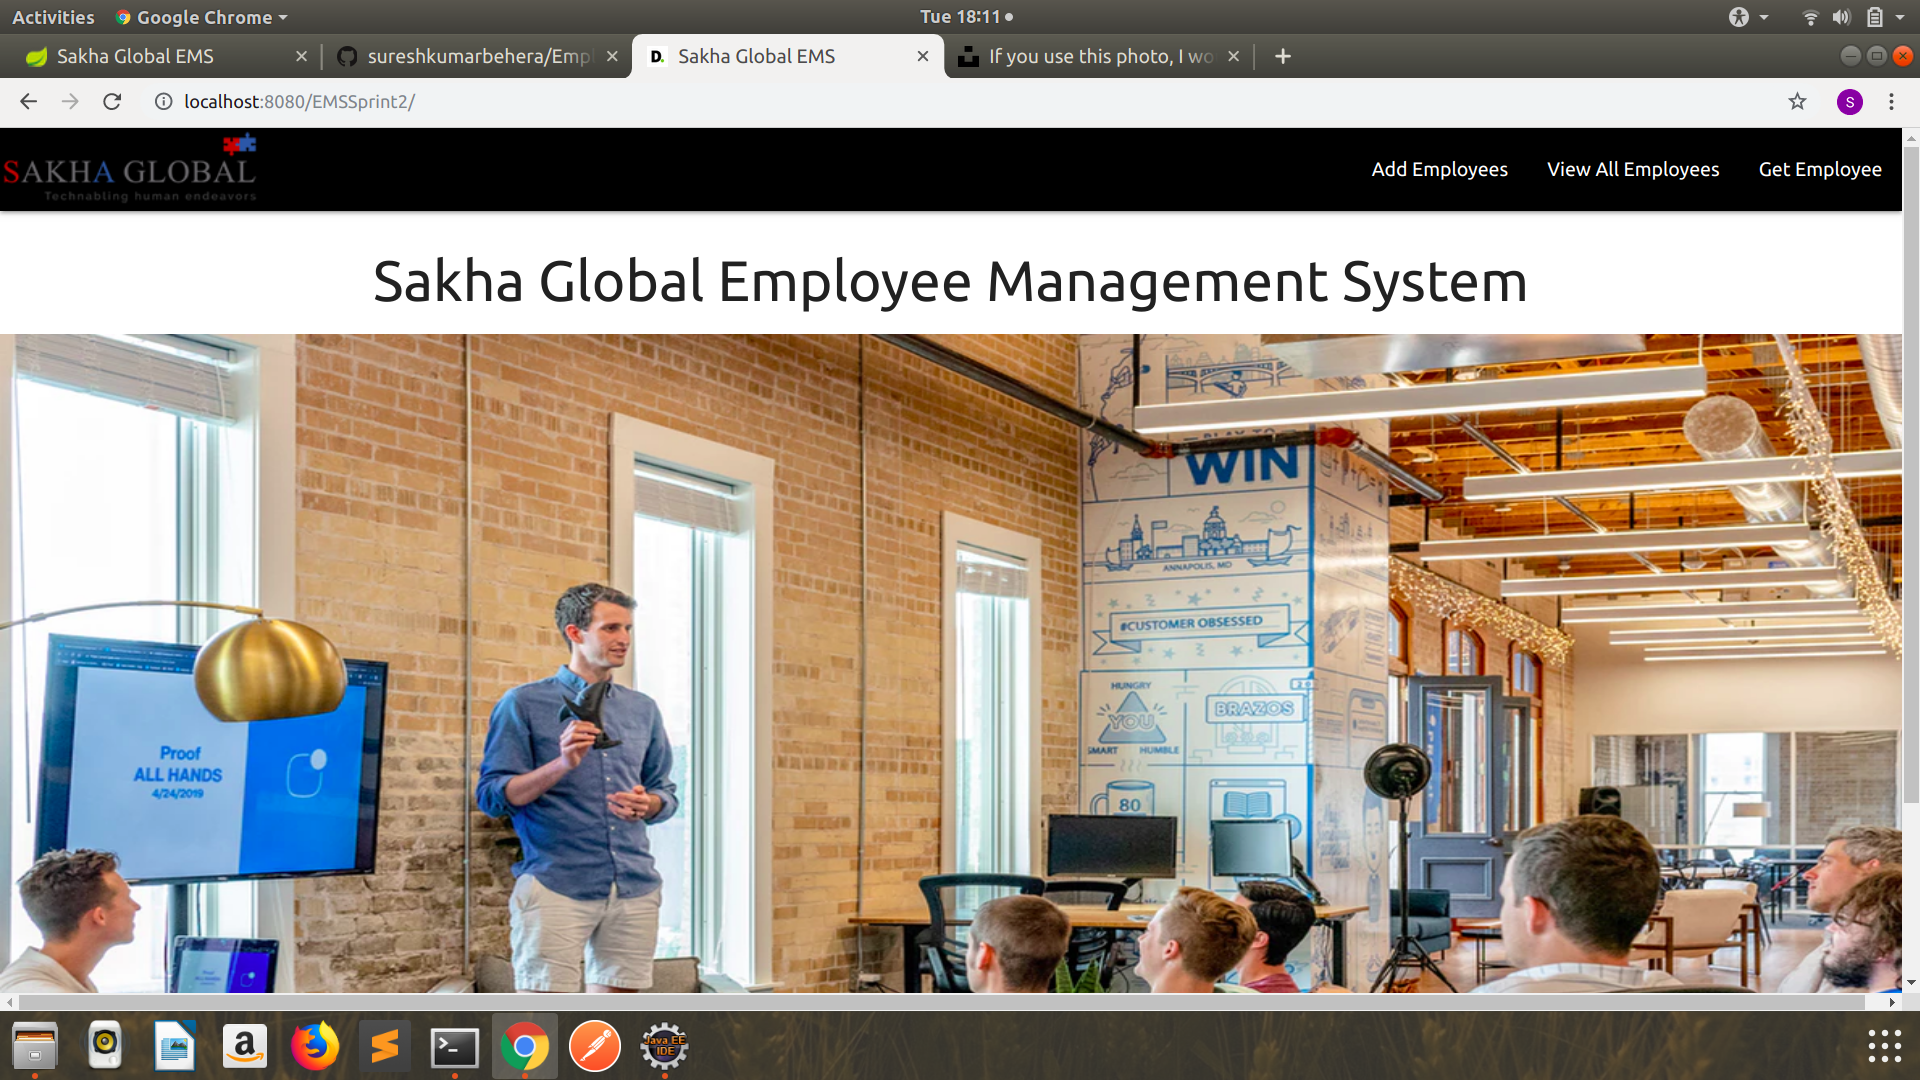 Activities
Google Chrome
Tue 18:11
Sakha Global EMS
sureshkumarbehera/Empl
Sakha Global EMS
If you use this photo, I wo
localhost:8080/EMSSprint2/
S
SAKHA GLOBAL
Technabling human endeavors
Add Employees
View All Employees
Get Employee
Sakha Global Employee Management System
WIN
ANNAPOLIS, MD
#CUSTOMER OBSESSED
HUNGRY
YOU
SMART HUMBLE
BRAZOS
80
Proof
ALL HANDS
4/24/2019
Java EE
IDE